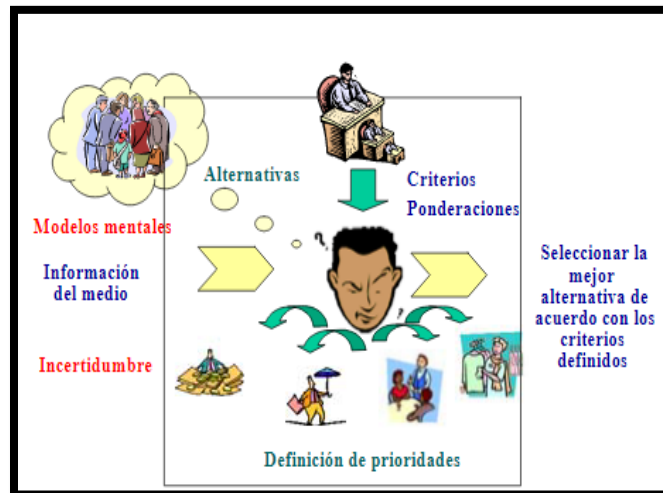 Alternativas
Criterios
Ponderaciones
Modelos mentales
Información
del medio
Incertidumbre
?
?
Seleccionar la
mejor
alternativa de
acuerdo con los
criterios
definidos
Definición de prioridades